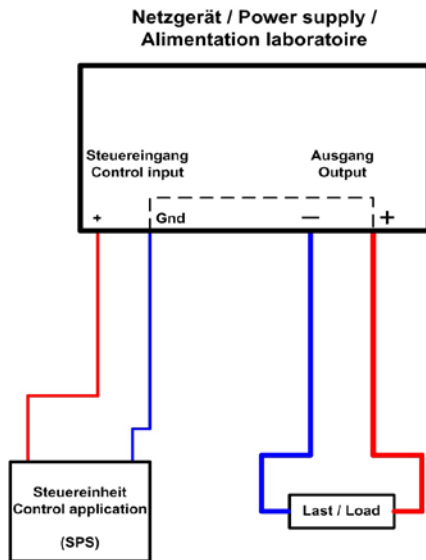 Netzgerät / Power supply /
Alimentation laboratoire
Steuereingang
Control input
Ausgang
Output
+
Gnd
—
+
Steuereinheit
Control application
(SPS)
Last / Load